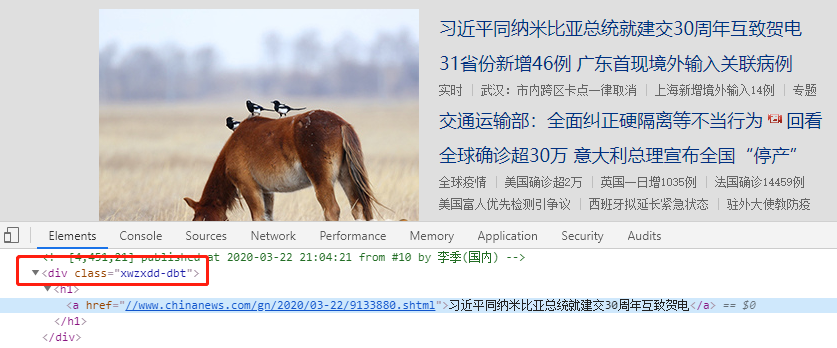 习近平同纳米比亚总统就建交30周年互致贺电
31省份新增46例 广东首现境外输入关联病例
实时 | 武汉：市内跨区卡点一律取消 | 上海新增境外输入14例 | 专题
交通运输部：全面纠正硬隔离等不当行为 回看
全球确诊超30万 意大利总理宣布全国“停产”
全球疫情 | 美国确诊超2万 | 英国一日增1035例 | 法国确诊14459例
美国富人优先检测引争议 | 西班牙拟延长紧急状态 | 驻外大使教防疫
Elements Console Sources Network Performance Memory Application Security Audits
<!-- [4,451,21] published at 2020-03-22 21:04:21 from #10 by 李季(国内) -->
<div class="xwzxdd-dbt">
<h1>
<a href="//www.chinanews.com/gn/2020/03-22/9133880.shtml">习近平同纳米比亚总统就建交30周年互致贺电</a> == $0
</h1>
</div>